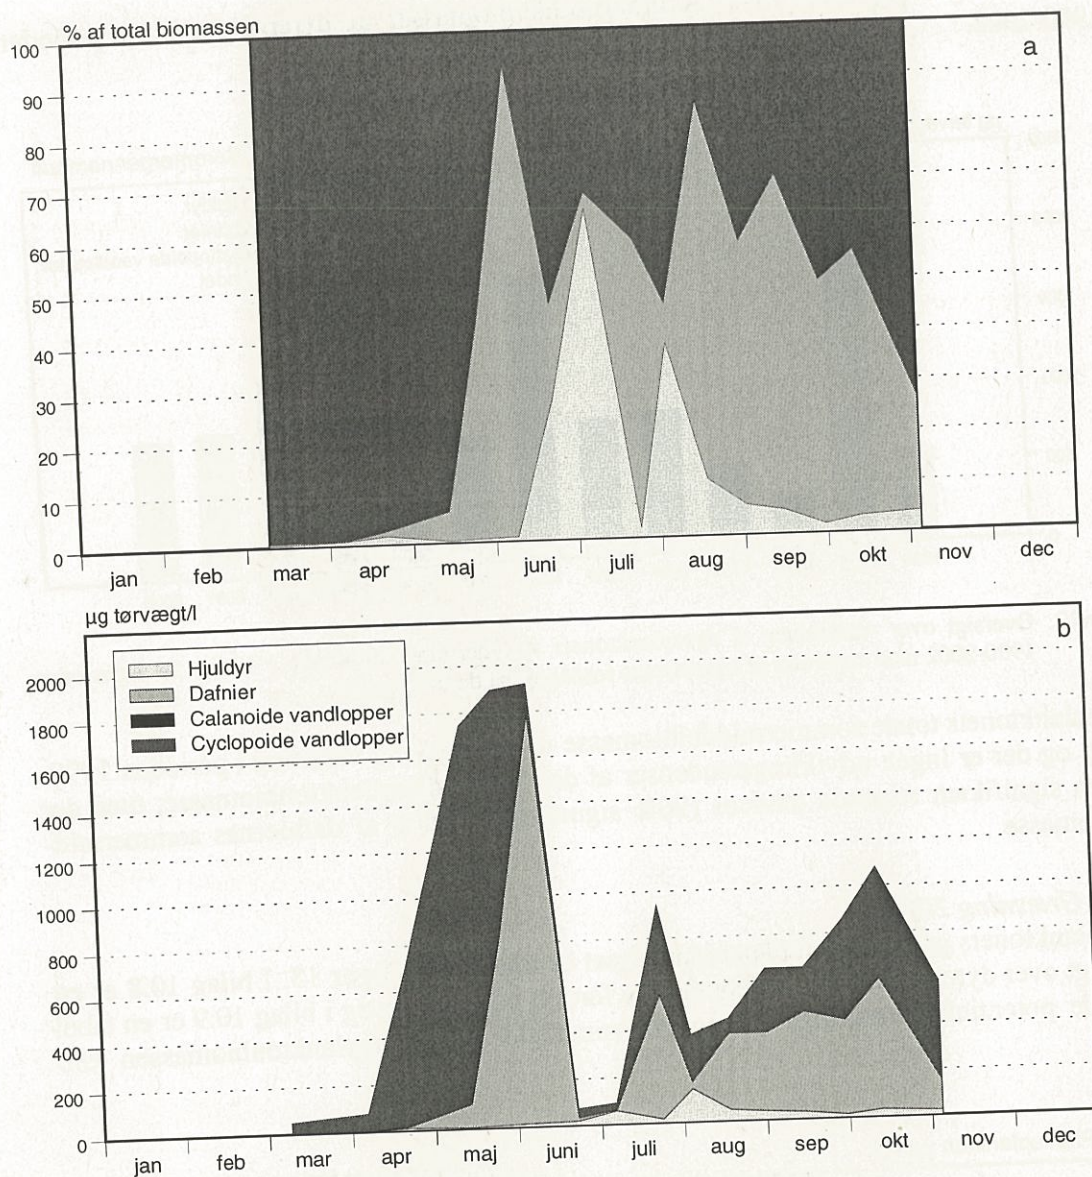 % af total biomassen
a
100
90
80
70
60
50
40
30
20
10
0
jan feb mar apr maj juni juli aug sep okt nov dec
µg tørvægt/l
b
Hjuldyr
Dafnier
Calanoide vandlopper
Cyclopoide vandlopper
2000
1800
1600
1400
1200
1000
800
600
400
200
0
jan feb mar apr maj juni juli aug sep okt nov dec